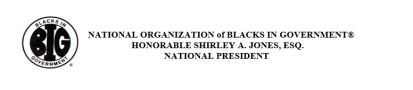 BLACKS IN
BIG
GOVERNMENT
®
NATIONAL ORGANIZATION of BLACKS IN GOVERNMENT®
HONORABLE SHIRLEY A. JONES, ESQ.
NATIONAL PRESIDENT